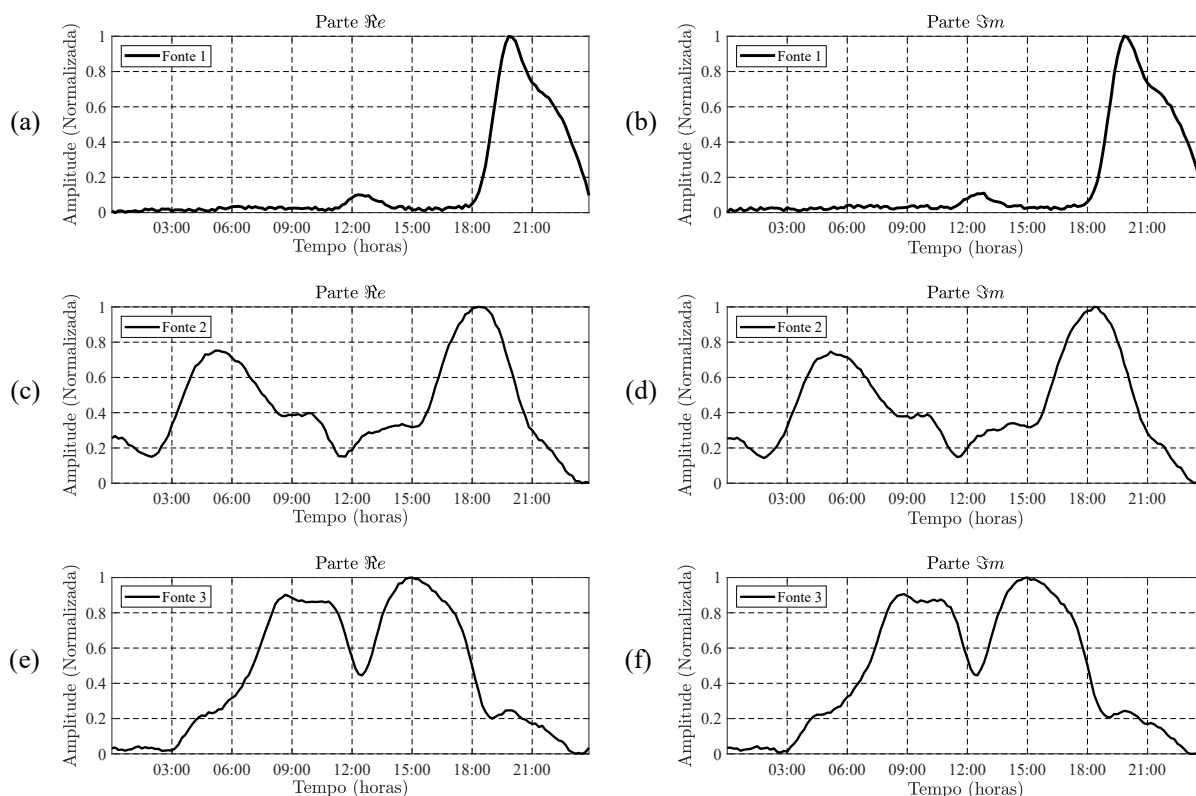 Parte ℜe
(a)
Amplitude (Normalizada)
Fonte 1
1
0.8
0.6
0.4
0.2
0
03:00 06:00 09:00 12:00 15:00 18:00 21:00
Tempo (horas)
Parte ℑm
(b)
Amplitude (Normalizada)
Fonte 1
1
0.8
0.6
0.4
0.2
0
03:00 06:00 09:00 12:00 15:00 18:00 21:00
Tempo (horas)
Parte ℜe
(c)
Amplitude (Normalizada)
Fonte 2
1
0.8
0.6
0.4
0.2
0
03:00 06:00 09:00 12:00 15:00 18:00 21:00
Tempo (horas)
Parte ℑm
(d)
Amplitude (Normalizada)
Fonte 2
1
0.8
0.6
0.4
0.2
0
03:00 06:00 09:00 12:00 15:00 18:00 21:00
Tempo (horas)
Parte ℜe
(e)
Amplitude (Normalizada)
Fonte 3
1
0.8
0.6
0.4
0.2
0
03:00 06:00 09:00 12:00 15:00 18:00 21:00
Tempo (horas)
Parte ℑm
(f)
Amplitude (Normalizada)
Fonte 3
1
0.8
0.6
0.4
0.2
0
03:00 06:00 09:00 12:00 15:00 18:00 21:00
Tempo (horas)